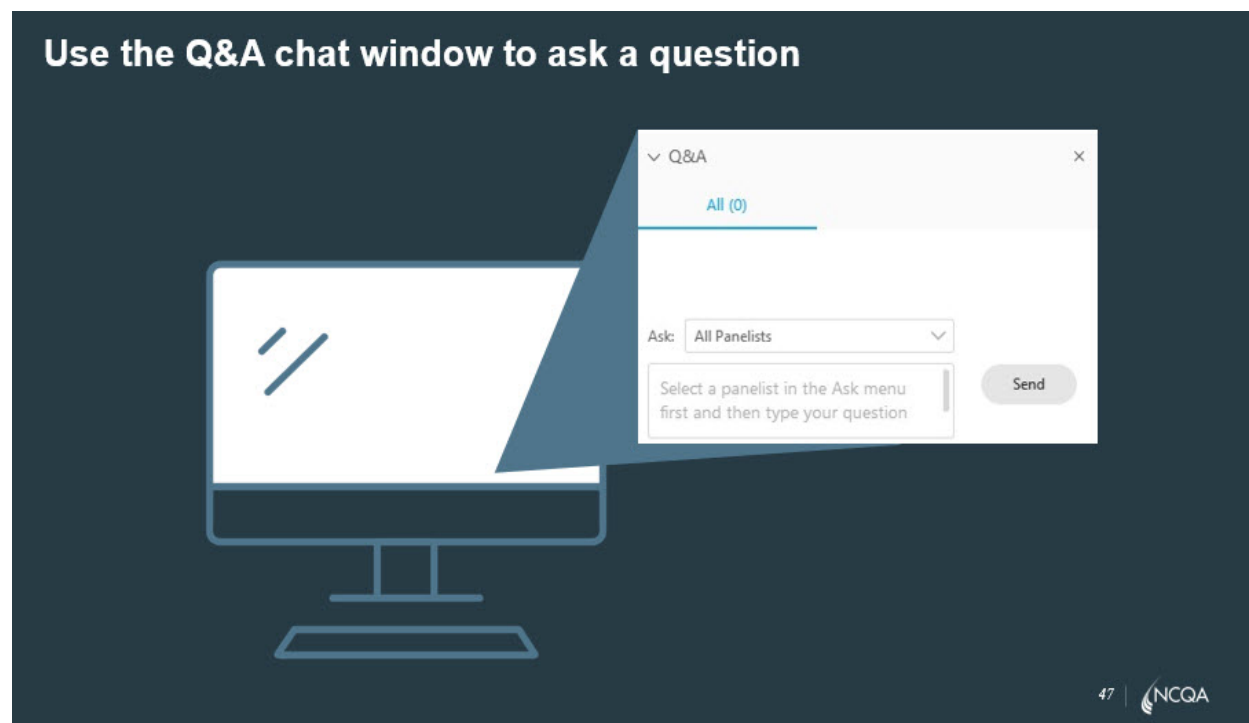 Use the Q&A chat window to ask a question
Q&A
All (0)
Ask: All Panelists
Select a panelist in the Ask menu
first and then type your question
Send
47 | NCQA